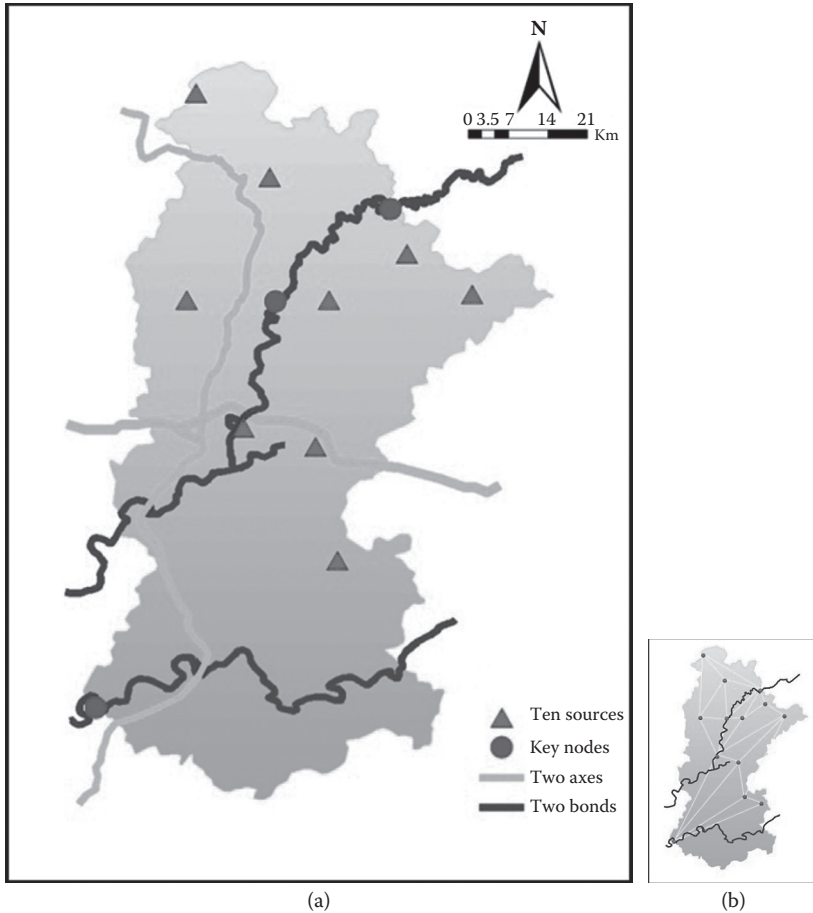 N
0 3.5 7 14 21
Km
Ten sources
Key nodes
Two axes
Two bonds
(a)
(b)